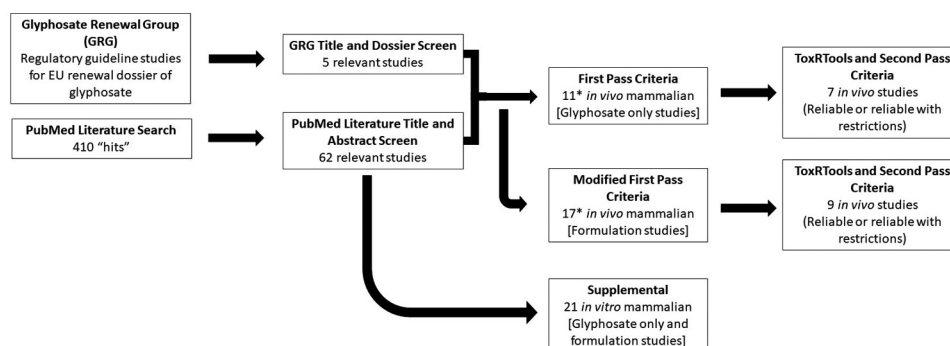 Glyphosate Renewal Group
(GRG)
Regulatory guideline studies
for EU renewal dossier of
glyphosate
PubMed Literature Search
410 "hits"
GRG Title and Dossier Screen
5 relevant studies
PubMed Literature Title and
Abstract Screen
62 relevant studies
First Pass Criteria
11* in vivo mammalian
[Glyphosate only studies]
Modified First Pass
Criteria
17* in vivo mammalian
[Formulation studies]
Supplemental
21 in vitro mammalian
[Glyphosate only and
formulation studies]
ToxRTools and Second Pass
Criteria
7 in vivo studies
(Reliable or reliable with
restrictions)
ToxRTools and Second Pass
Criteria
9 in vivo studies
(Reliable or reliable with
restrictions)